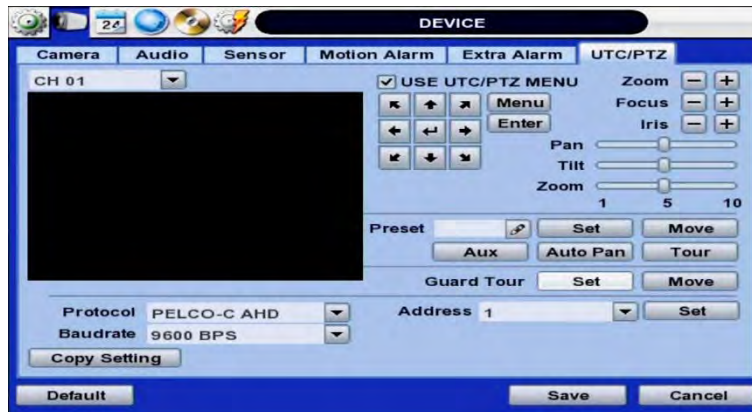 24 DEVICE
Camera Audio Sensor Motion Alarm Extra Alarm UTC/PTZ
CH 01 USE UTC/PTZ MENU Zoom − +
Menu Focus − +
Enter Iris − +
Pan
Tilt
Zoom
1 5 10
Preset Set Move
Aux Auto Pan Tour
Guard Tour Set Move
Protocol PELCO-C AHD Address 1 Set
Baudrate 9600 BPS
Copy Setting
Default Save Cancel